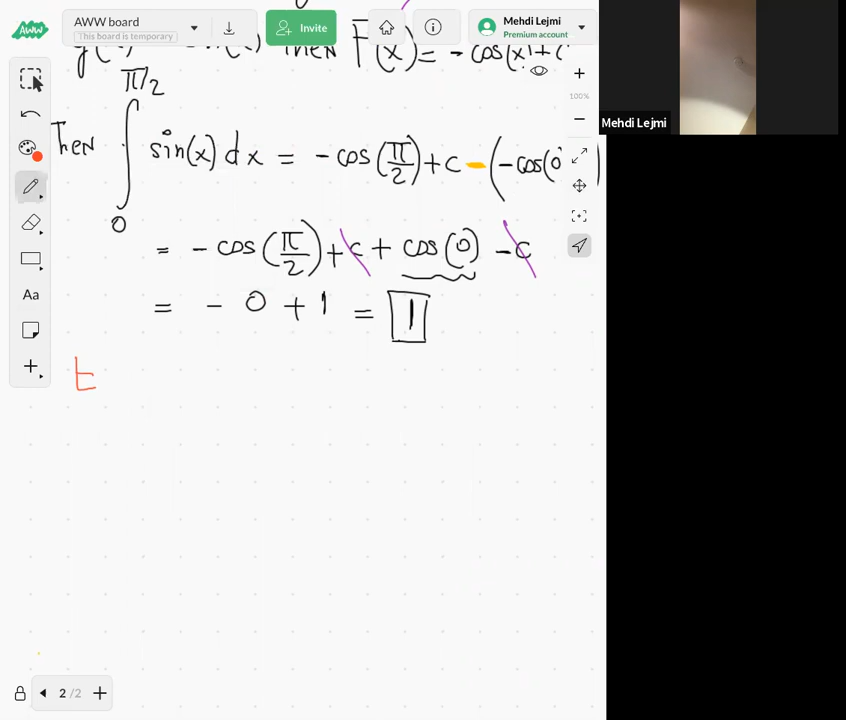 AWW
AWW board
This board is temporary
Invite
Mehdi Lejmi
Premium account
then F(x) = - cos(x) + C
100%
Mehdi Lejmi
Then ∫₀^{π/2} sin(x) dx = - cos(π/2) + C - (- cos(0)
= - cos(π/2) + C + cos(0) - C
= - 0 + 1 = 1
E
Aa
2 / 2